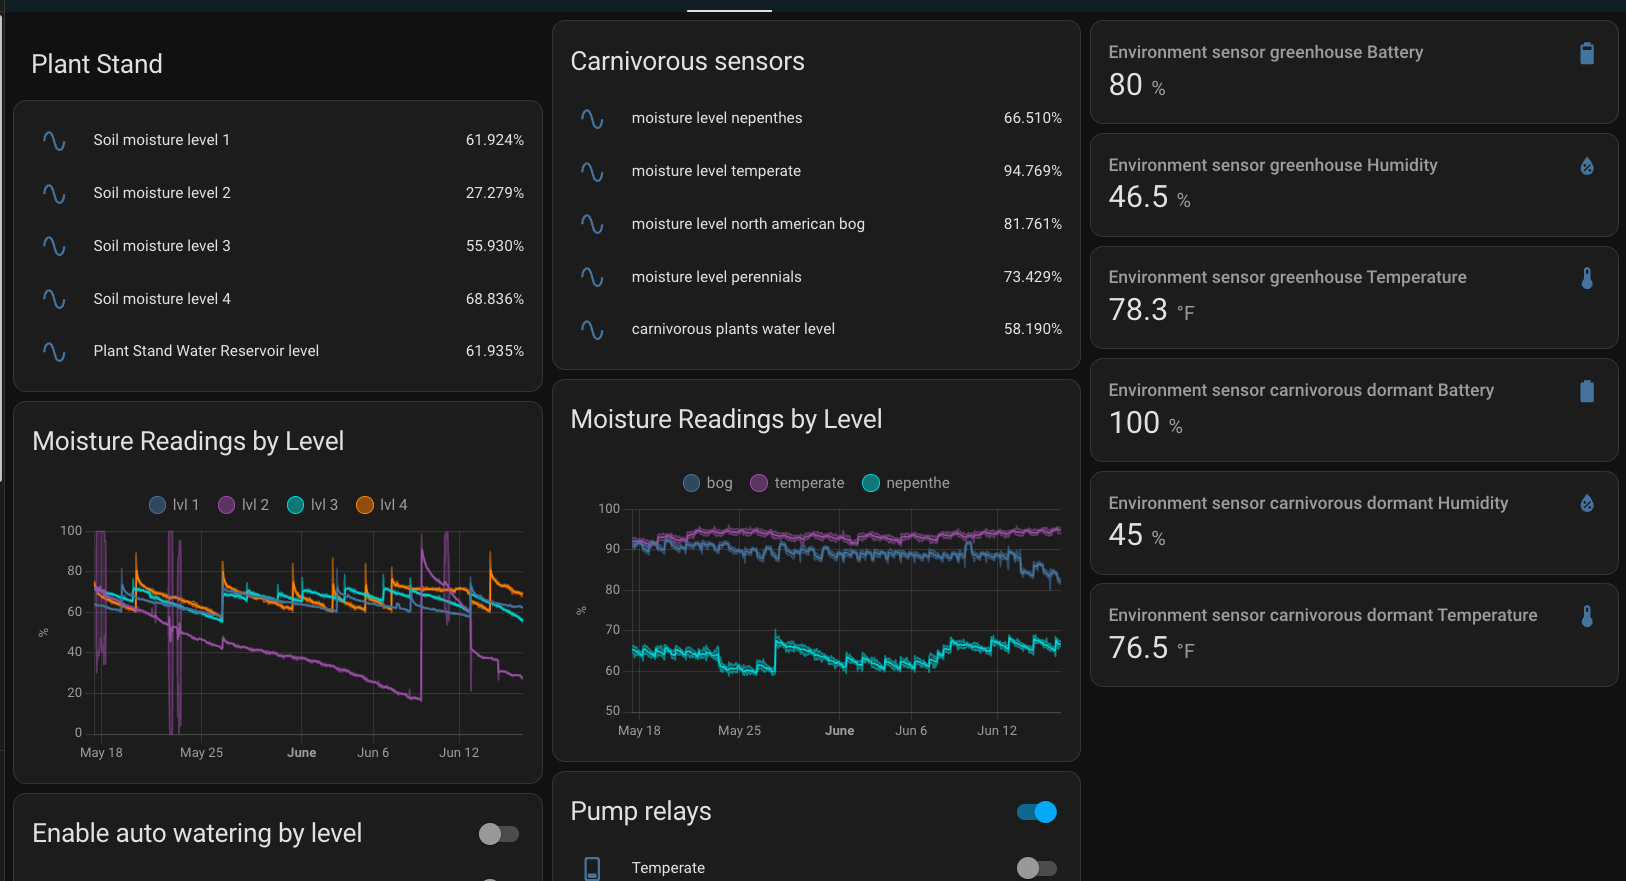 Plant Stand
Soil moisture level 1 61.924%
Soil moisture level 2 27.279%
Soil moisture level 3 55.930%
Soil moisture level 4 68.836%
Plant Stand Water Reservoir level 61.935%
Moisture Readings by Level
lvl 1 lvl 2 lvl 3 lvl 4
100
80
60
%
40
20
0
May 18 May 25 June Jun 6 Jun 12
Enable auto watering by level
Carnivorous sensors
moisture level nepenthes 66.510%
moisture level temperate 94.769%
moisture level north american bog 81.761%
moisture level perennials 73.429%
carnivorous plants water level 58.190%
Moisture Readings by Level
bog temperate nepenthe
100
90
80
%
70
60
50
May 18 May 25 June Jun 6 Jun 12
Pump relays
Temperate
Environment sensor greenhouse Battery
80 %
Environment sensor greenhouse Humidity
46.5 %
Environment sensor greenhouse Temperature
78.3 °F
Environment sensor carnivorous dormant Battery
100 %
Environment sensor carnivorous dormant Humidity
45 %
Environment sensor carnivorous dormant Temperature
76.5 °F